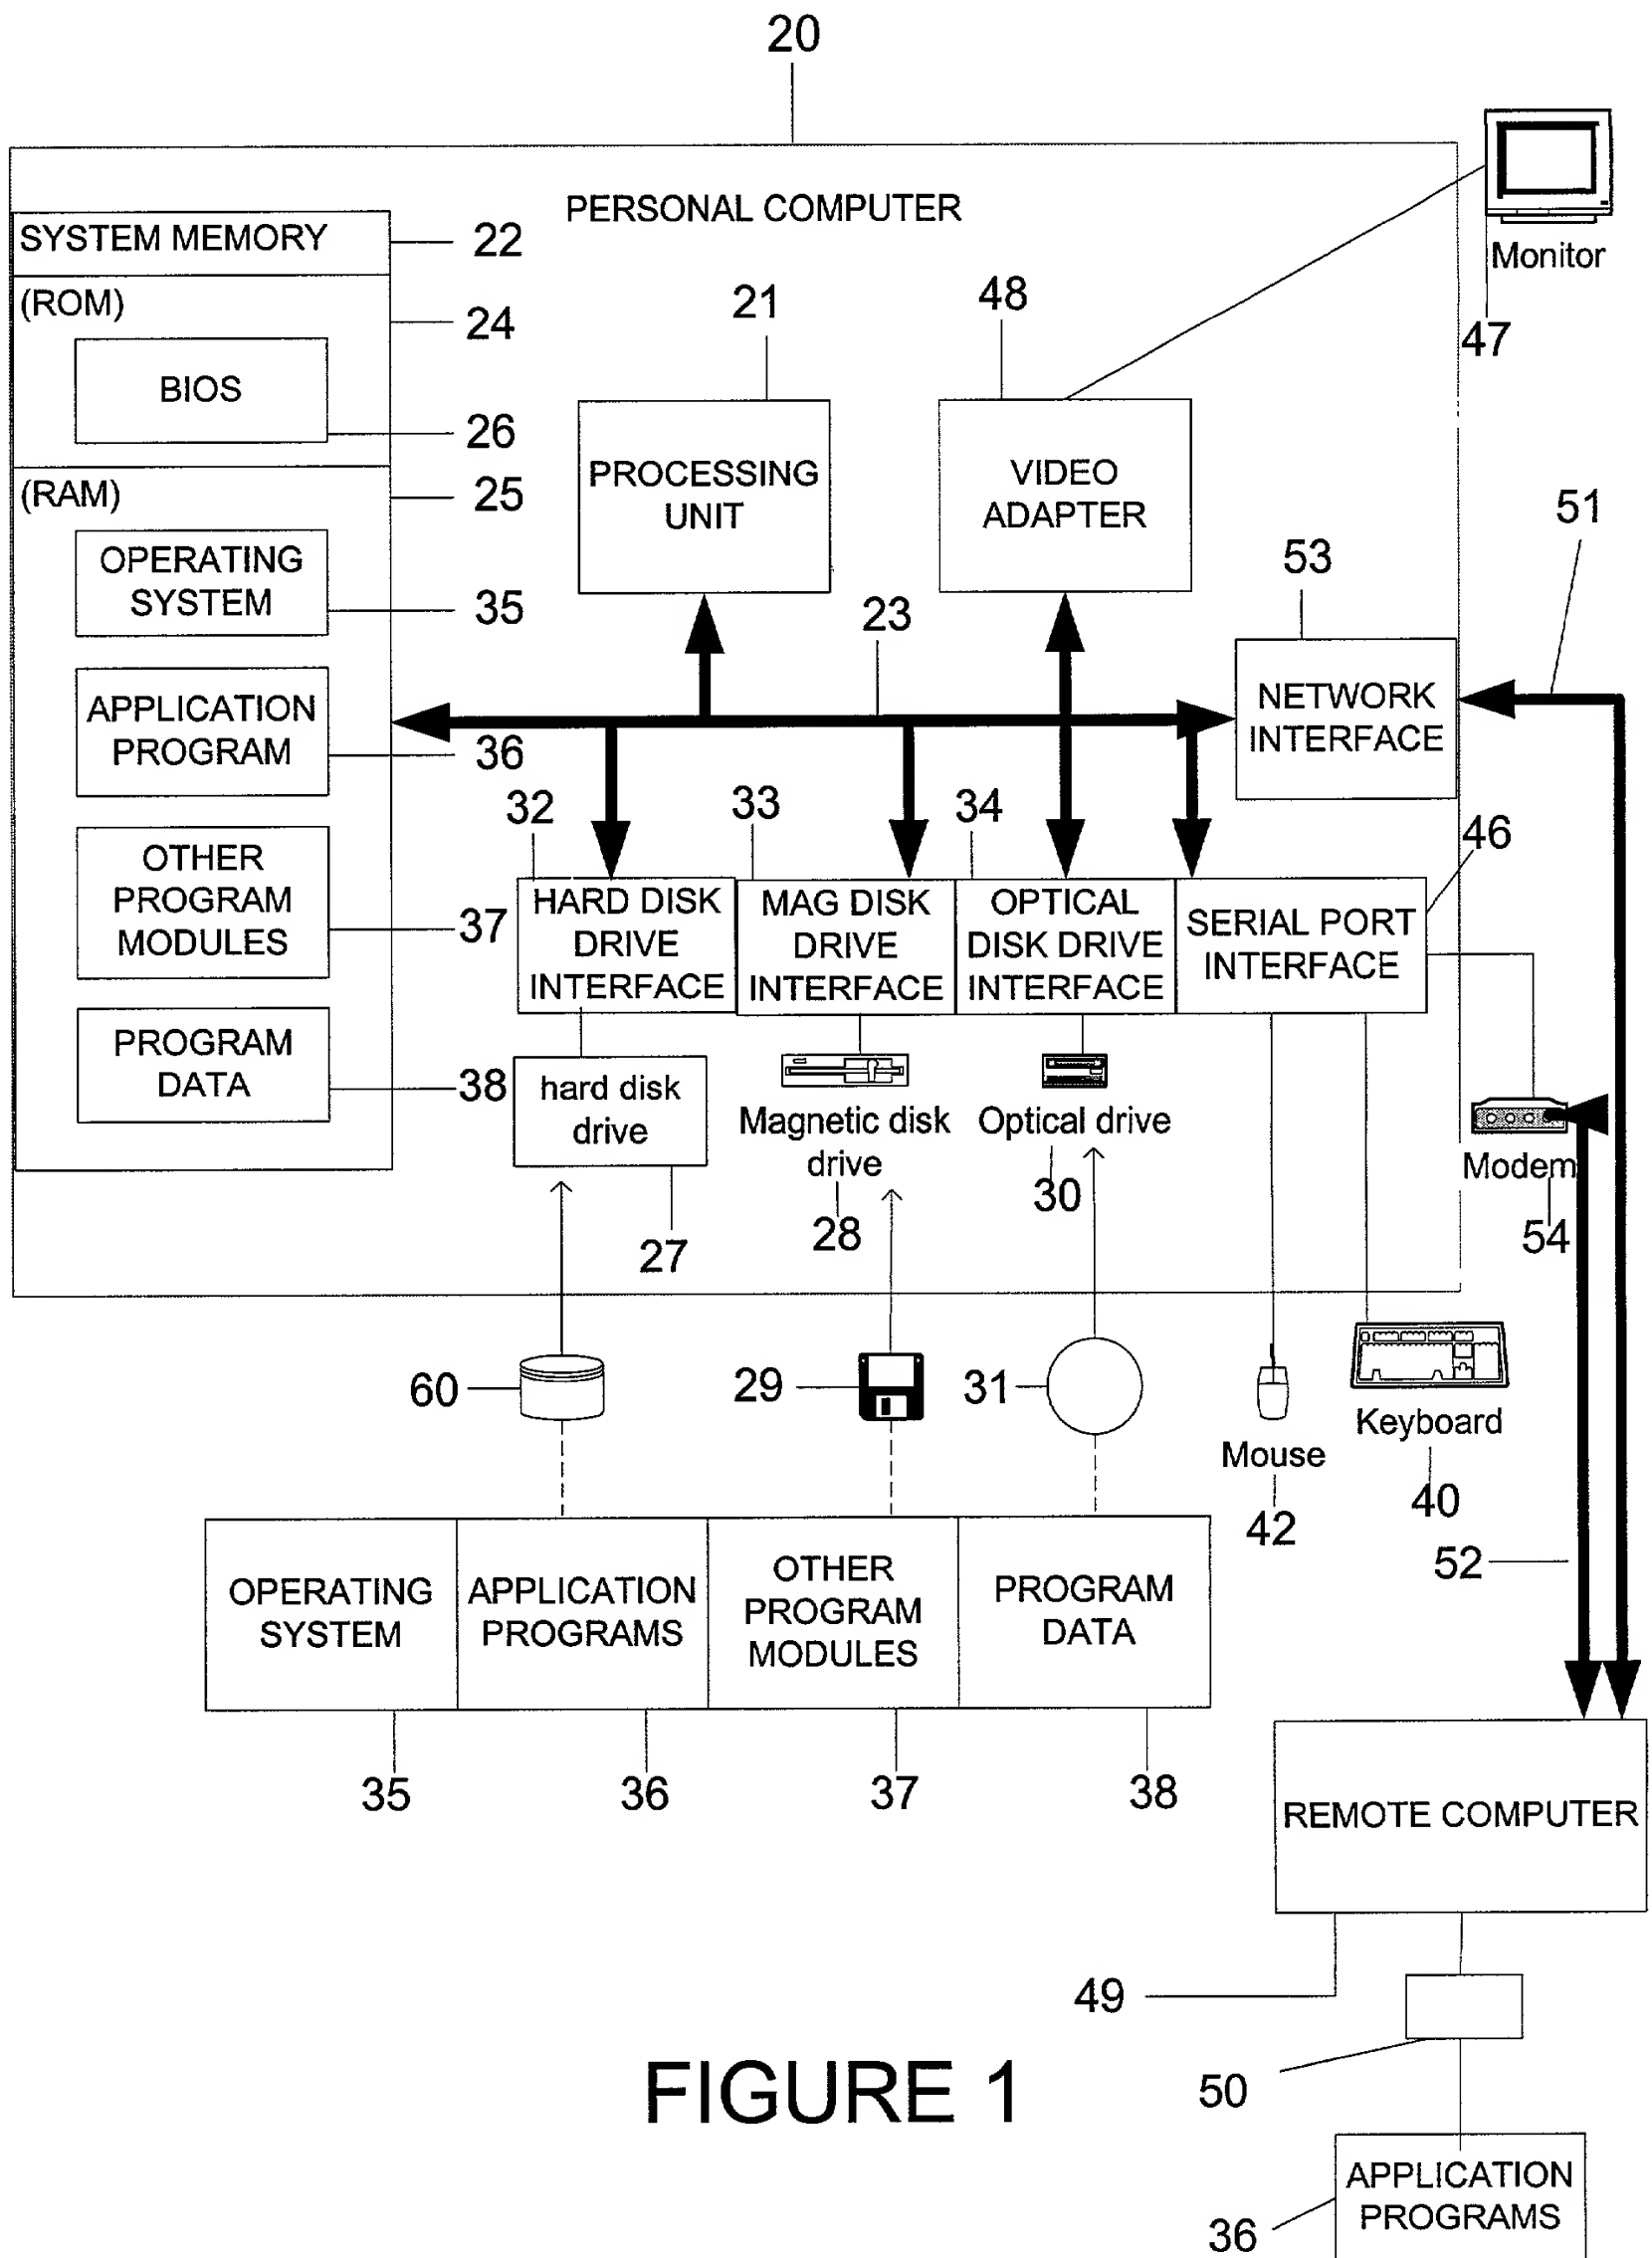 20
PERSONAL COMPUTER
SYSTEM MEMORY
22
Monitor
47
(ROM)
24
BIOS
26
21
48
PROCESSING
UNIT
VIDEO
ADAPTER
(RAM)
25
OPERATING
SYSTEM
35
23
53
51
APPLICATION
PROGRAM
36
NETWORK
INTERFACE
32
33
34
46
OTHER
PROGRAM
MODULES
37
HARD DISK
DRIVE
INTERFACE
MAG DISK
DRIVE
INTERFACE
OPTICAL
DISK DRIVE
INTERFACE
SERIAL PORT
INTERFACE
PROGRAM
DATA
38
hard disk
drive
27
Magnetic disk
drive
28
Optical drive
30
Modem
54
60
29
31
Mouse
42
Keyboard
40
52
OPERATING
SYSTEM
APPLICATION
PROGRAMS
OTHER
PROGRAM
MODULES
PROGRAM
DATA
35
36
37
38
REMOTE COMPUTER
49
50
FIGURE 1
APPLICATION
PROGRAMS
36